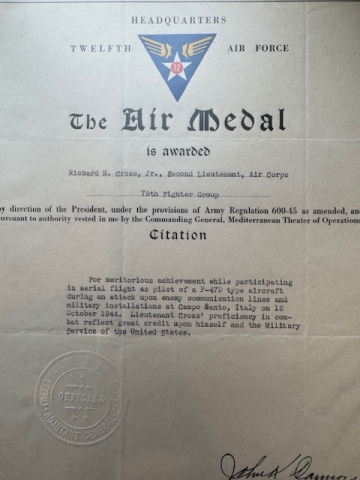 HEADQUARTERS
TWELFTH AIR FORCE
12
The Air Medal
is awarded
Richard H. Cross, Jr., Second Lieutenant, Air Corps
79th Fighter Group
by direction of the President, under the provisions of Army Regulation 600-45 as amended, and
pursuant to authority vested in me by the Commanding General, Mediterranean Theater of Operation
Citation
For meritorious achievement while participating
in aerial flight as pilot of a P-47D type aircraft
during an attack upon enemy communication lines and
military installations at Campo Santo, Italy on 12
October 1944. Lieutenant Cross' proficiency in com-
bat reflect great credit upon himself and the Military
Service of the United States.
OFFICIAL
ADJUTANT GENERAL
John K. Cannon